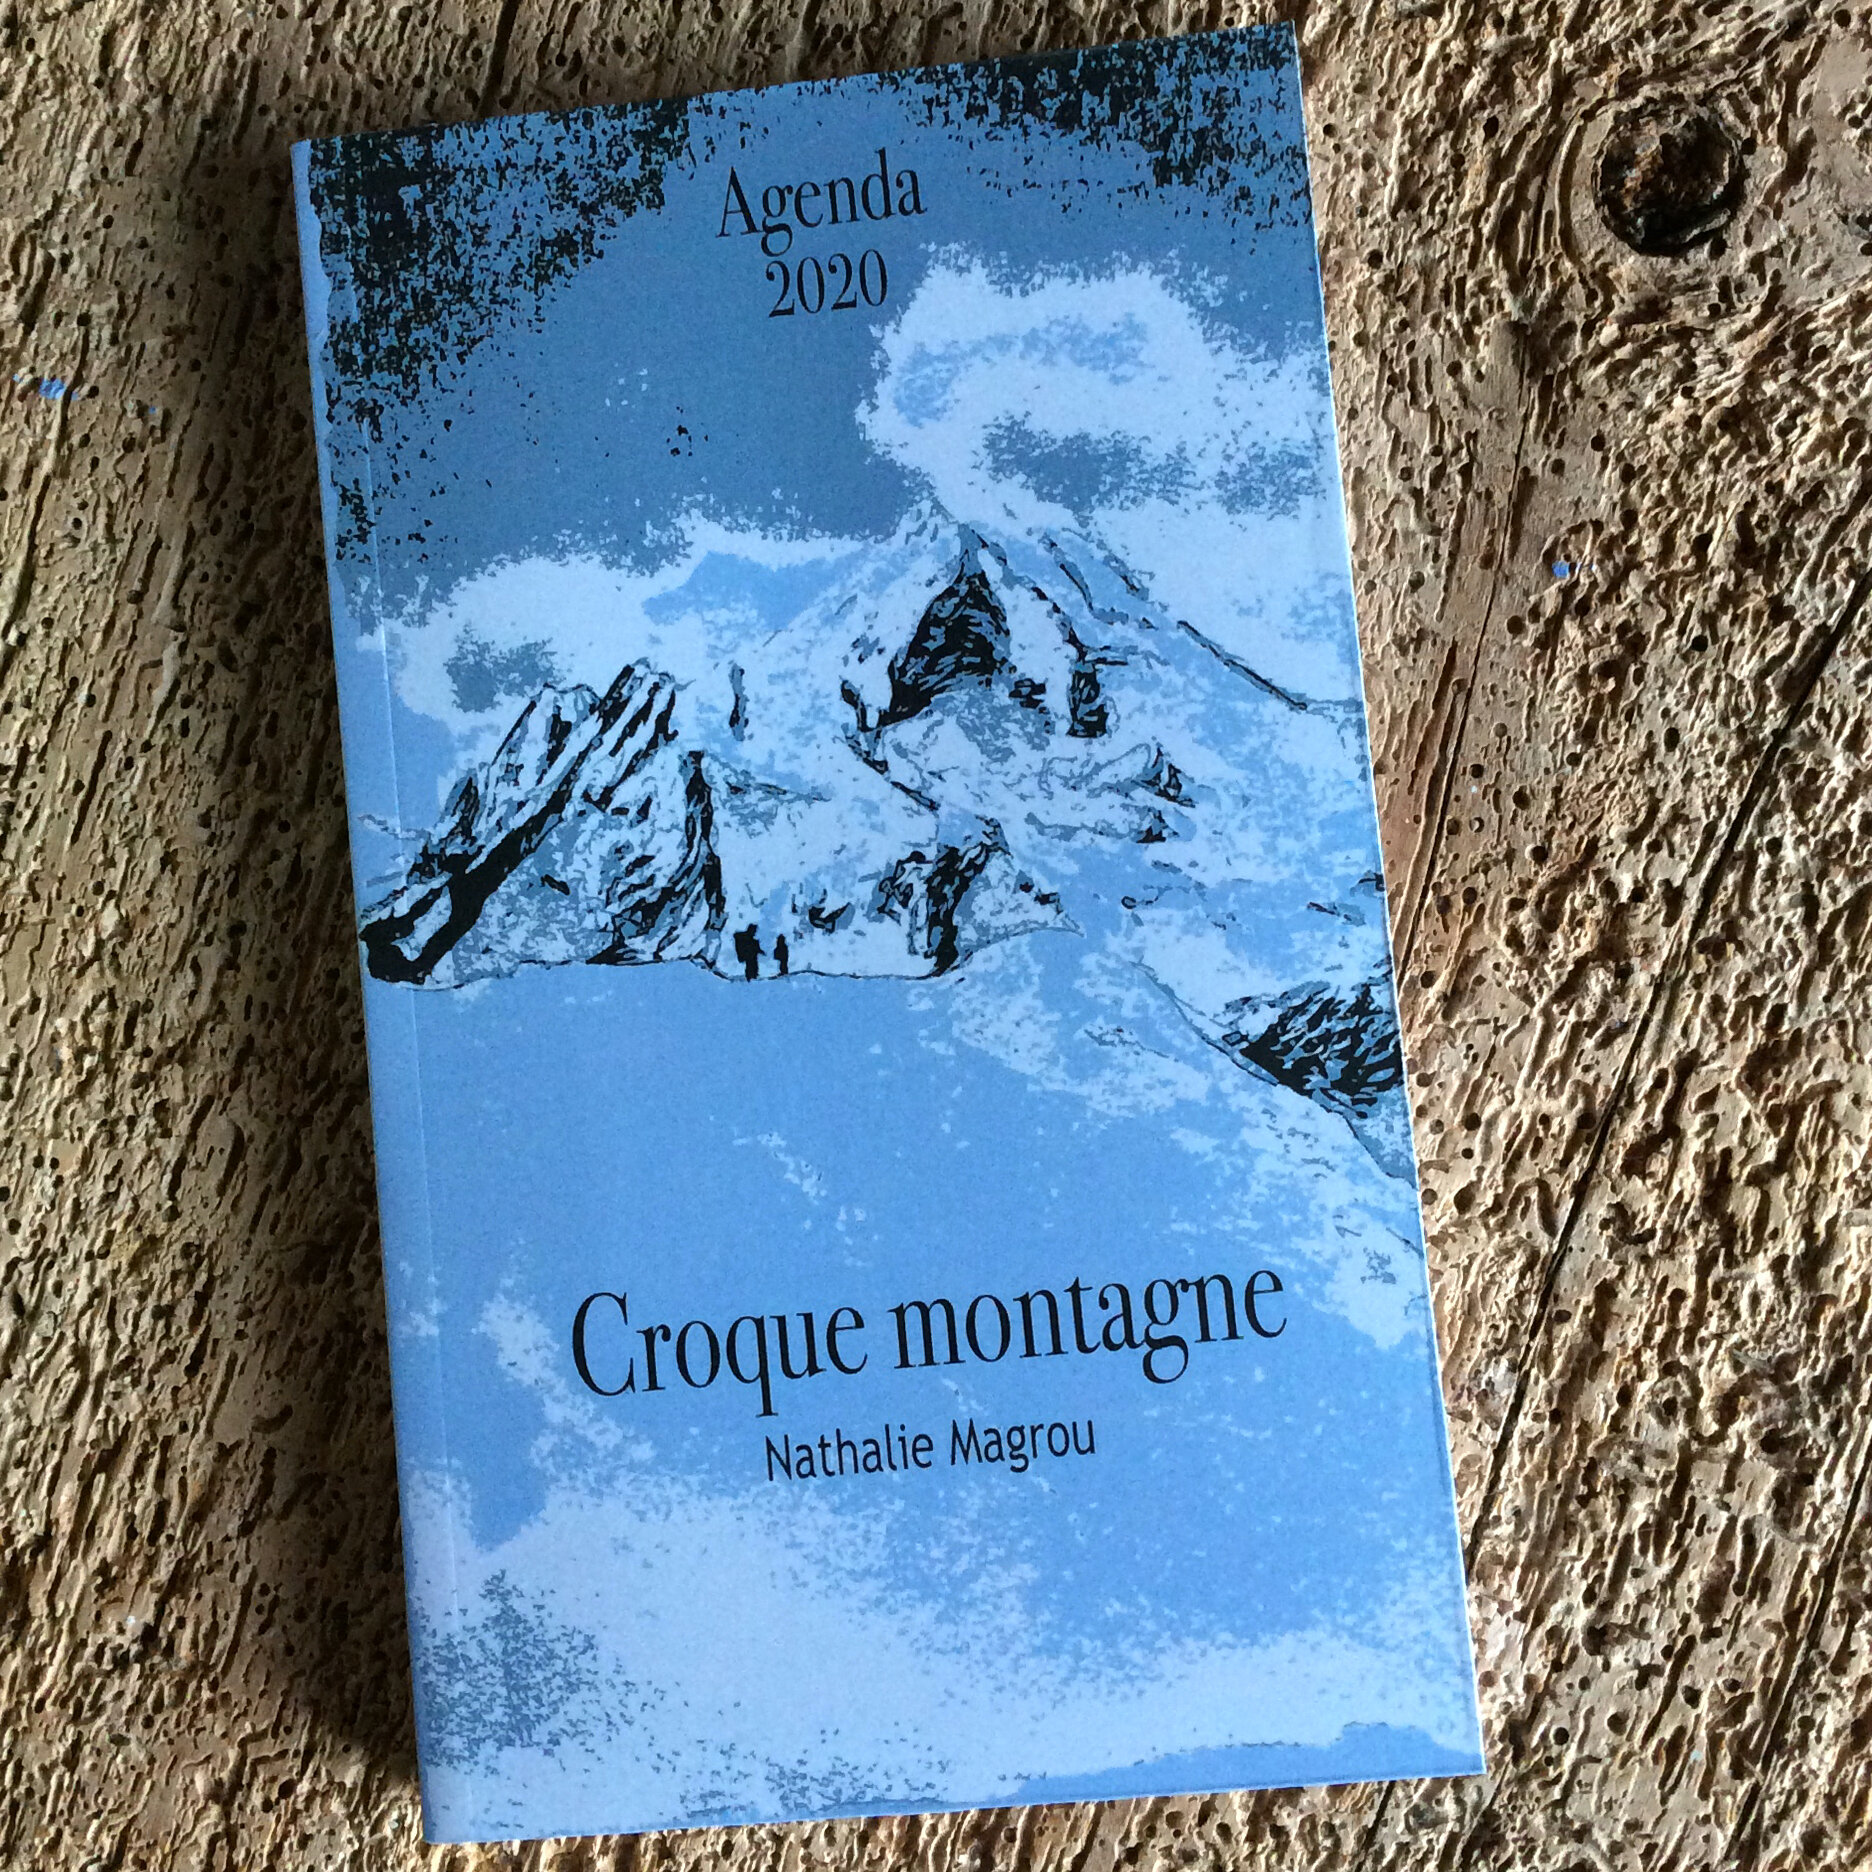 Agenda
2020
Croque montagne
Nathalie Magrou